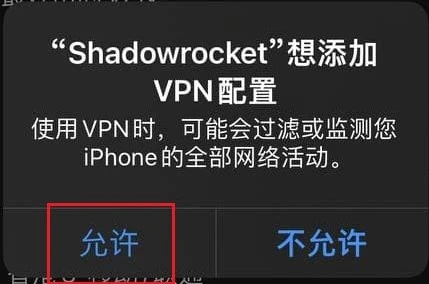 “Shadowrocket”想添加
VPN配置
使用VPN时，可能会过滤或监测您
iPhone的全部网络活动。
允许
不允许